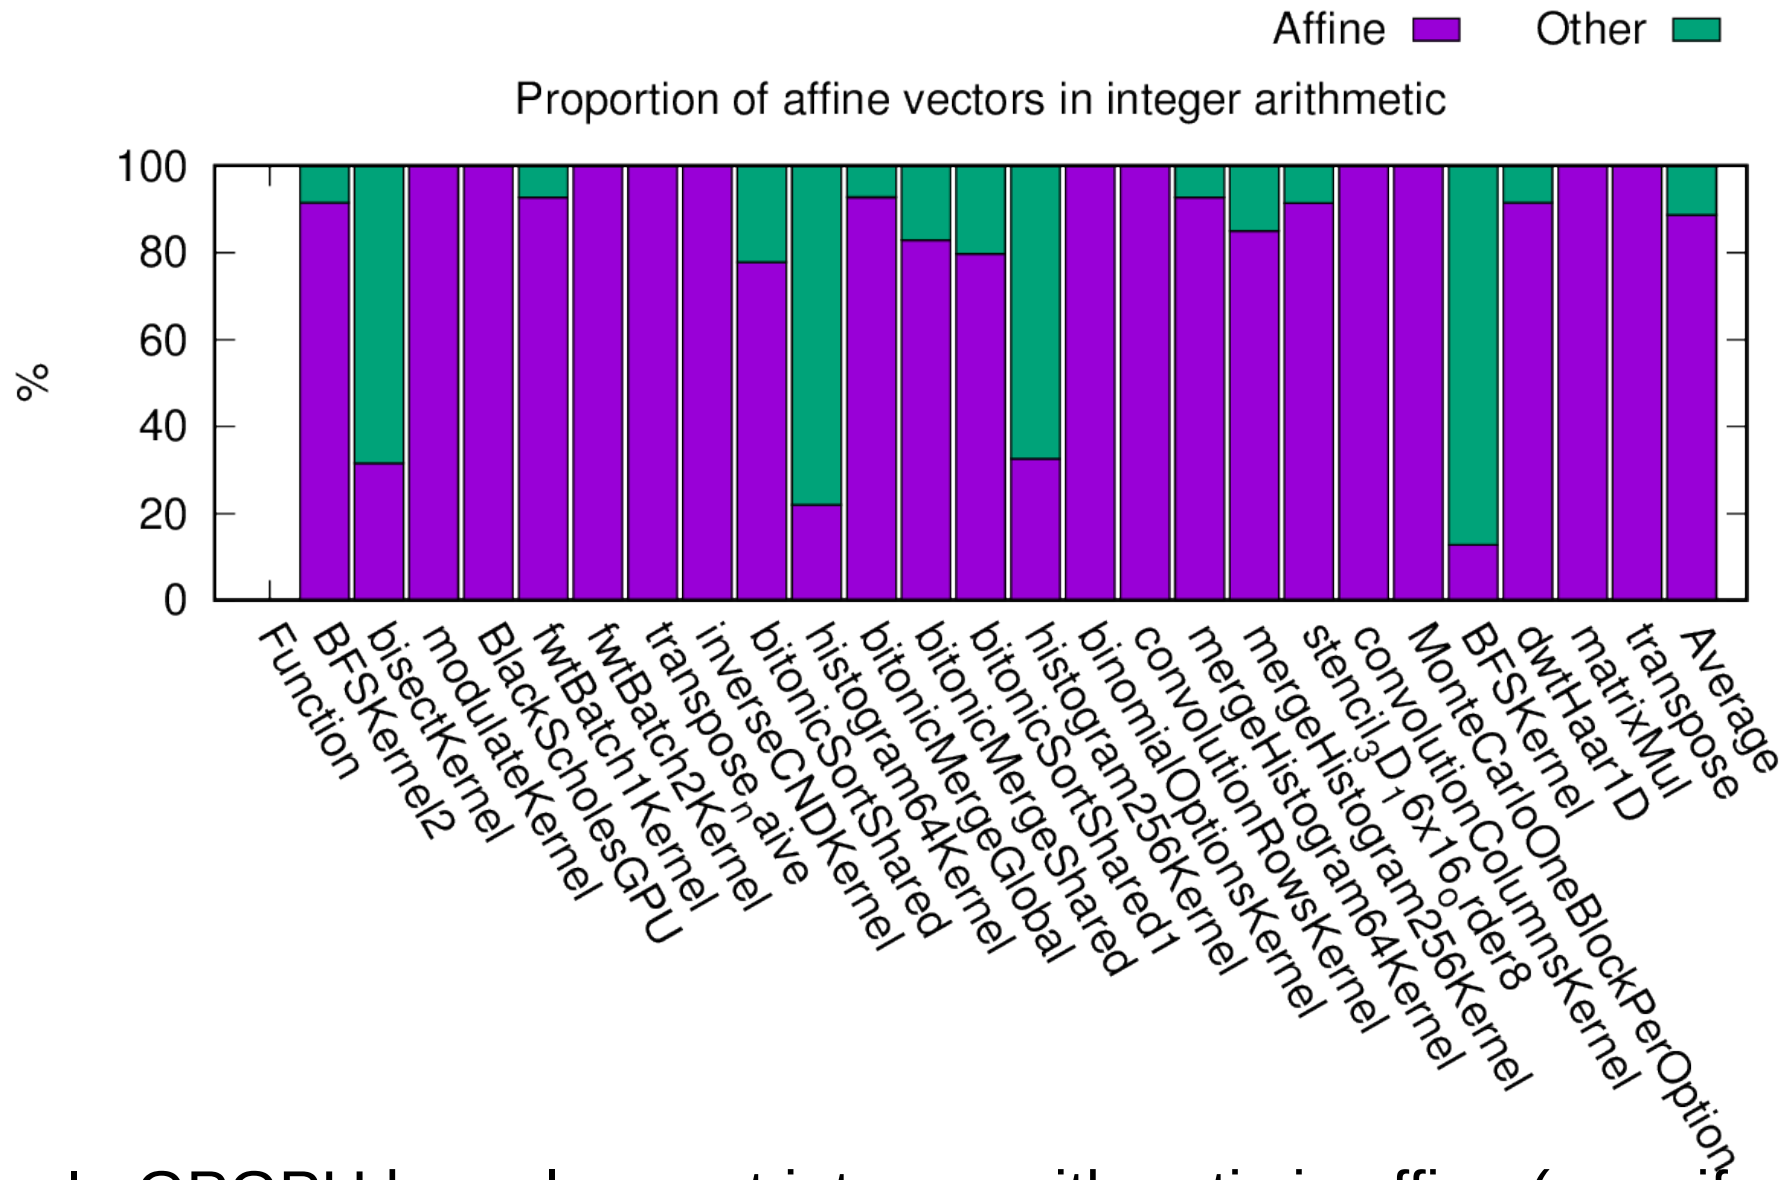 Affine Other
Proportion of affine vectors in integer arithmetic
100
80
60
40
20
0
%
Function
BFSKernel2
bisectKernel
modulateKernel
BlackScholesGPU
fwtBatch1Kernel
fwtBatch2Kernel
transposenaive
inverseCNDKernel
bitonicSortShared
histogram64Kernel
bitonicMergeGlobal
bitonicMergeShared
bitonicSortShared1
histogram256Kernel
binomialOptionsKernel
convolutionRowsKernel
mergeHistogram64Kernel
mergeHistogram256Kernel
stencil3D16x16order8
convolutionColumnsKernel
MonteCarloOneBlockPerOption
BFSKernel
dwtHaar1D
matrixMul
transpose
Average